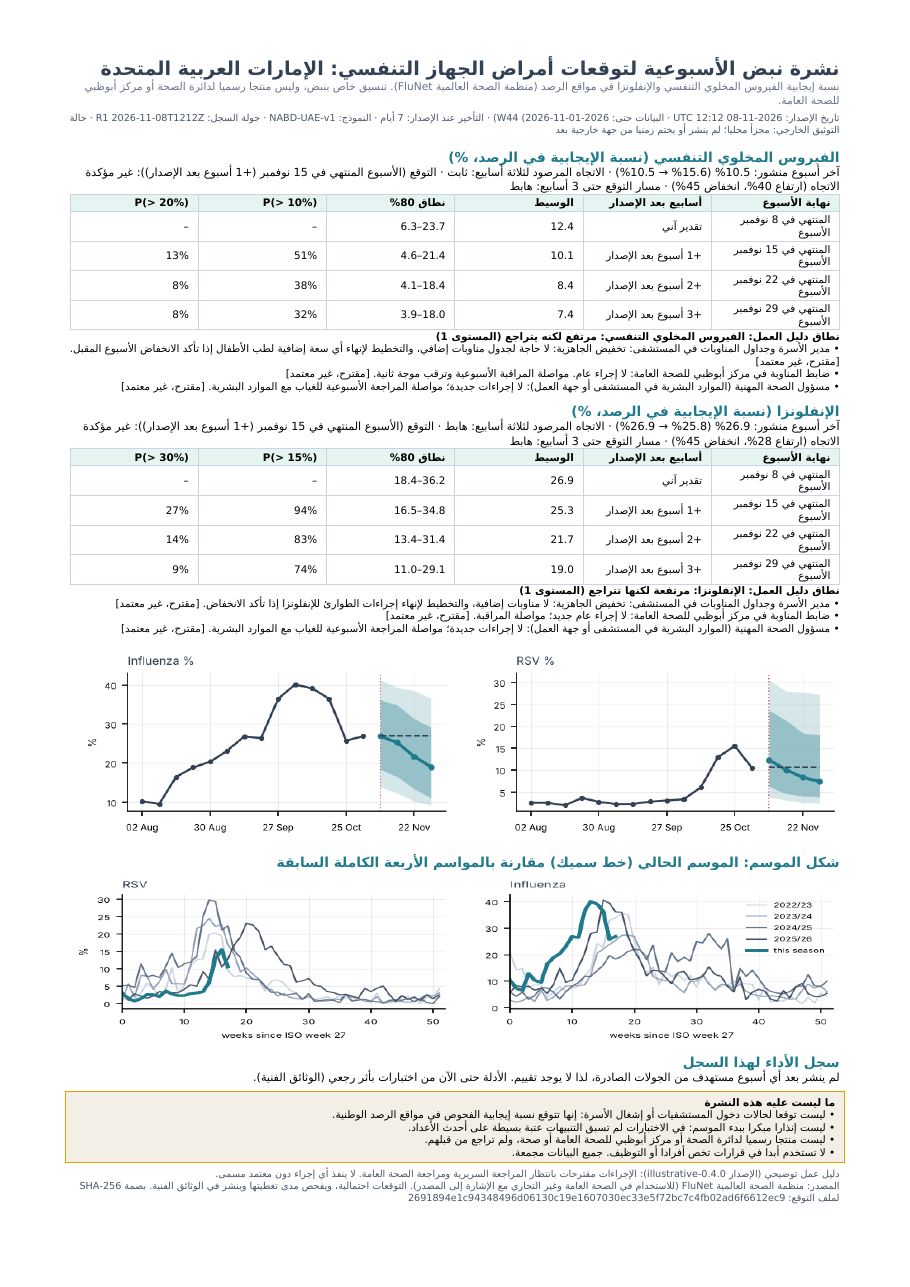 نشرة نبض الأسبوعية لتوقعات أمراض الجهاز التنفسي: الإمارات العربية المتحدة
نسبة إيجابية الفيروس المخلوي التنفسي والإنفلونزا في مواقع الرصد (منظمة الصحة العالمية FluNet). تنسيق خاص بنبض، وليس منتجا رسميا لدائرة الصحة أو مركز أبوظبي
للصحة العامة.
تاريخ الإصدار: 2026-11-08 12:12 UTC · البيانات حتى: 2026-11-01 (W44) · التأخير عند الإصدار: 7 أيام · النموذج: NABD-UAE-v1 · جولة السجل: R1 2026-11-08T1212Z · حالة
التوثيق الخارجي: مجزأ محليا؛ لم ينشر أو يختم زمنيا من جهة خارجية بعد
الفيروس المخلوي التنفسي (نسبة الإيجابية في الرصد، %)
آخر أسبوع منشور: 10.5% (15.6% → 10.5%) · الاتجاه المرصود لثلاثة أسابيع: ثابت · التوقع (الأسبوع المنتهي في 15 نوفمبر (+1 أسبوع بعد الإصدار)): غير مؤكدة
الاتجاه (ارتفاع 40%، انخفاض 45%) · مسار التوقع حتى 3 أسابيع: هابط
نهاية الأسبوع أسابيع بعد الإصدار الوسيط نطاق 80% P(> 10%) P(> 20%)
المنتهي في 8 نوفمبر الأسبوع تقدير آني 12.4 6.3–23.7 – –
المنتهي في 15 نوفمبر الأسبوع +1 أسبوع بعد الإصدار 10.1 4.6–21.4 51% 13%
المنتهي في 22 نوفمبر الأسبوع +2 أسبوع بعد الإصدار 8.4 4.1–18.4 38% 8%
المنتهي في 29 نوفمبر الأسبوع +3 أسبوع بعد الإصدار 7.4 3.9–18.0 32% 8%
نطاق دليل العمل: الفيروس المخلوي التنفسي: مرتفع لكنه يتراجع (المستوى 1)
• مدير الأسرة وجداول المناوبات في المستشفى: تخفيض الجاهزية: لا حاجة لجدول مناوبات إضافي، والتخطيط لإنهاء أي سعة إضافية لطب الأطفال إذا تأكد الانخفاض الأسبوع المقبل.
[مقترح، غير معتمد]
• ضابط المناوبة في مركز أبوظبي للصحة العامة: لا إجراء عام. مواصلة المراقبة الأسبوعية وترقب موجة ثانية. [مقترح، غير معتمد]
• مسؤول الصحة المهنية (الموارد البشرية في المستشفى أو جهة العمل): لا إجراءات جديدة؛ مواصلة المراجعة الأسبوعية للغياب مع الموارد البشرية. [مقترح، غير معتمد]
الإنفلونزا (نسبة الإيجابية في الرصد، %)
آخر أسبوع منشور: 26.9% (25.8% → 26.9%) · الاتجاه المرصود لثلاثة أسابيع: هابط · التوقع (الأسبوع المنتهي في 15 نوفمبر (+1 أسبوع بعد الإصدار)): غير مؤكدة
الاتجاه (ارتفاع 28%، انخفاض 45%) · مسار التوقع حتى 3 أسابيع: هابط
نهاية الأسبوع أسابيع بعد الإصدار الوسيط نطاق 80% P(> 15%) P(> 30%)
المنتهي في 8 نوفمبر الأسبوع تقدير آني 26.9 18.4–36.2 – –
المنتهي في 15 نوفمبر الأسبوع +1 أسبوع بعد الإصدار 25.3 16.5–34.8 94% 27%
المنتهي في 22 نوفمبر الأسبوع +2 أسبوع بعد الإصدار 21.7 13.4–31.4 83% 14%
المنتهي في 29 نوفمبر الأسبوع +3 أسبوع بعد الإصدار 19.0 11.0–29.1 74% 9%
نطاق دليل العمل: الإنفلونزا: مرتفعة لكنها تتراجع (المستوى 1)
• مدير الأسرة وجداول المناوبات في المستشفى: تخفيض الجاهزية: لا مناوبات إضافية، والتخطيط لإنهاء إجراءات الطوارئ للإنفلونزا إذا تأكد الانخفاض. [مقترح، غير معتمد]
• ضابط المناوبة في مركز أبوظبي للصحة العامة: لا إجراء عام جديد؛ مواصلة المراقبة. [مقترح، غير معتمد]
• مسؤول الصحة المهنية (الموارد البشرية في المستشفى أو جهة العمل): لا إجراءات جديدة؛ مواصلة المراجعة الأسبوعية للغياب مع الموارد البشرية. [مقترح، غير معتمد]
Influenza %
40
30
20
10
%
02 Aug 30 Aug 27 Sep 25 Oct 22 Nov
RSV %
30
25
20
15
10
5
%
02 Aug 30 Aug 27 Sep 25 Oct 22 Nov
شكل الموسم: الموسم الحالي (خط سميك) مقارنة بالمواسم الأربعة الكاملة السابقة
RSV
30
25
20
15
10
5
0
%
0 10 20 30 40 50
weeks since ISO week 27
Influenza
40
30
20
10
0
2022/23
2023/24
2024/25
2025/26
this season
0 10 20 30 40 50
weeks since ISO week 27
سجل الأداء لهذا السجل
لم ينشر بعد أي أسبوع مستهدف من الجولات الصادرة، لذا لا يوجد تقييم. الأدلة حتى الآن من اختبارات بأثر رجعي (الوثائق الفنية).
ما ليست عليه هذه النشرة
• ليست توقعا لحالات دخول المستشفيات أو إشغال الأسرة: إنها تتوقع نسبة إيجابية الفحوص في مواقع الرصد الوطنية.
• ليست إنذارا مبكرا ببدء الموسم: في الاختبارات لم تسبق التنبيهات عتبة بسيطة على أحدث الأعداد.
• ليست منتجا رسميا لدائرة الصحة أو مركز أبوظبي للصحة العامة أو صحة، ولم تراجع من قبلهم.
• لا تستخدم أبدا في قرارات تخص أفرادا أو التوظيف. جميع البيانات مجمعة.
دليل عمل توضيحي (الإصدار illustrative-0.4.0): الإجراءات مقترحات بانتظار المراجعة السريرية ومراجعة الصحة العامة. لا ينفذ أي إجراء دون معتمد مسمى.
المصدر: منظمة الصحة العالمية FluNet (للاستخدام في الصحة العامة وغير التجاري مع الإشارة إلى المصدر). التوقعات احتمالية، ويفحص مدى تغطيتها وينشر في الوثائق الفنية. بصمة SHA-256
لملف التوقع: 2691894e1c94348496d06130c19e1607030ec33e5f72bc7c4fb02ad6f6612ec9